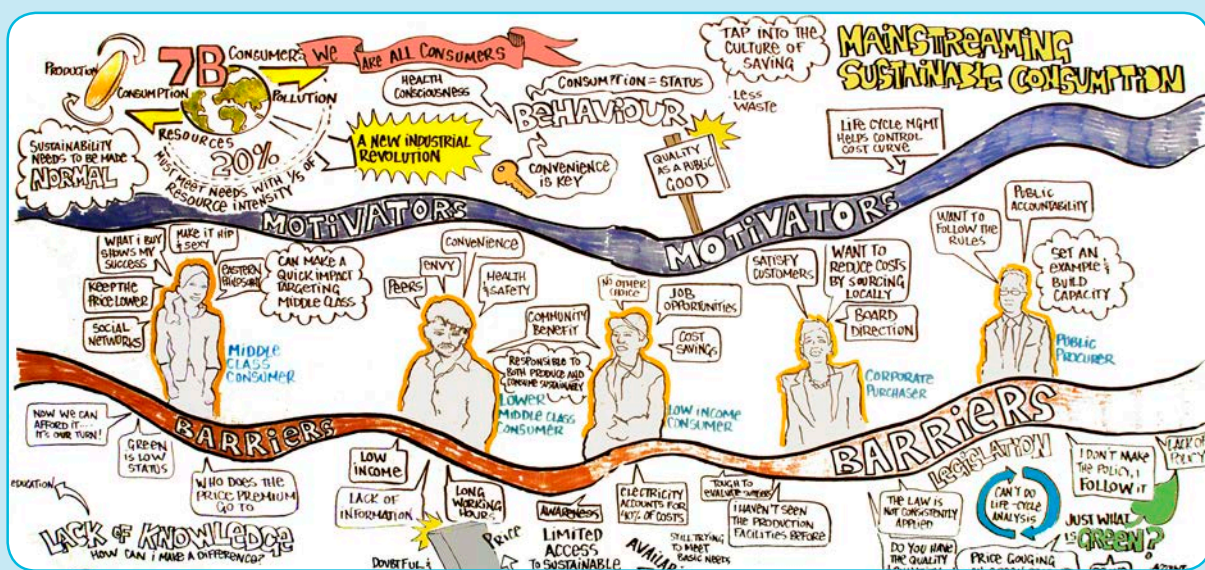 PRODUCTION
CONSUMPTION
7B
CONSUMERS
POLLUTION
RESOURCES
20%
MUST MEET NEEDS WITH 1/5 OF
RESOURCE INTENSITY
SUSTAINABILITY
NEEDS TO BE MADE
NORMAL
WE
ARE ALL CONSUMERS
A NEW INDUSTRIAL
REVOLUTION
HEALTH
CONSCIOUSNESS
CONSUMPTION = STATUS
BEHAVIOUR
CONVENIENCE
IS KEY
TAP INTO THE
CULTURE OF
SAVING
LESS
WASTE
QUALITY
AS A PUBLIC
GOOD
MAINSTREAMING
SUSTAINABLE CONSUMPTION
LIFE CYCLE MGMT
HELPS CONTROL
COST CURVE
MOTIVATORS
MOTIVATORS
WHAT I BUY
SHOWS MY
SUCCESS
MAKE IT HIP
& SEXY
KEEP THE
PRICE LOWER
EASTERN
SOCIAL
NETWORKS
CAN MAKE A
QUICK IMPACT
TARGETING
MIDDLE CLASS
MIDDLE
CLASS
CONSUMER
PEERS
ENVY
CONVENIENCE
HEALTH
& SAFETY
COMMUNITY
BENEFIT
RESPONSIBLE TO
BOTH PRODUCE AND
CONSUME SUSTAINABLY
LOWER
MIDDLE CLASS
CONSUMER
NO OTHER
CHOICE
JOB
OPPORTUNITIES
COST
SAVINGS
LOW INCOME
CONSUMER
SATISFY
CUSTOMERS
WANT TO
REDUCE COSTS
BY SOURCING
LOCALLY
BOARD
DIRECTION
CORPORATE
PURCHASER
WANT TO
FOLLOW THE
RULES
PUBLIC
ACCOUNTABILITY
SET AN
EXAMPLE &
BUILD
CAPACITY
PUBLIC
PROCURER
BARRIERS
BARRIERS
NOW WE CAN
AFFORD IT....
IT'S OUR TURN!
GREEN
IS LOW
STATUS
WHO DOES THE
PRICE PREMIUM
GO TO
EDUCATION
LACK OF KNOWLEDGE
HOW CAN I MAKE A DIFFERENCE?
LOW
INCOME
LACK OF
INFORMATION
LONG
WORKING
HOURS
DOUBTFUL
PRICE
AWARENESS
LIMITED
ACCESS
TO SUSTAINABLE
ELECTRICITY
ACCOUNTS FOR
40% OF COSTS
STILL TRYING
TO MEET
BASIC NEEDS
TOUGH TO
EVALUATE
I HAVEN'T SEEN
THE PRODUCTION
FACILITIES BEFORE
LEGISLATION
THE LAW IS
NOT CONSISTENTLY
APPLIED
DO YOU HAVE
THE QUALITY
CAN'T DO
LIFE-CYCLE
ANALYSIS
PRICE GOUGING
I DON'T MAKE
THE POLICY, I
FOLLOW IT
LACK OF
POLICY
JUST WHAT
IS GREEN?